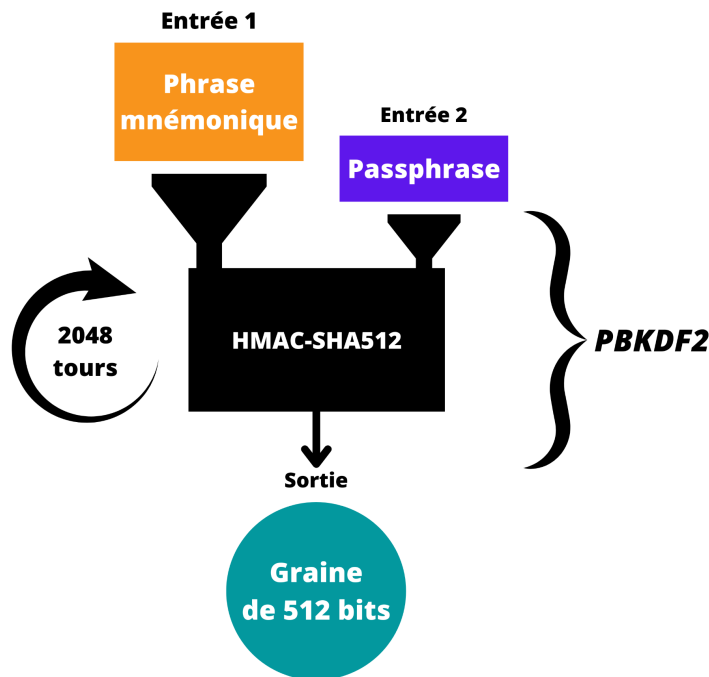 Entrée 1
Phrase
mnémonique
Entrée 2
Passphrase
2048
tours
HMAC-SHA512
PBKDF2
Sortie
Graine
de 512 bits